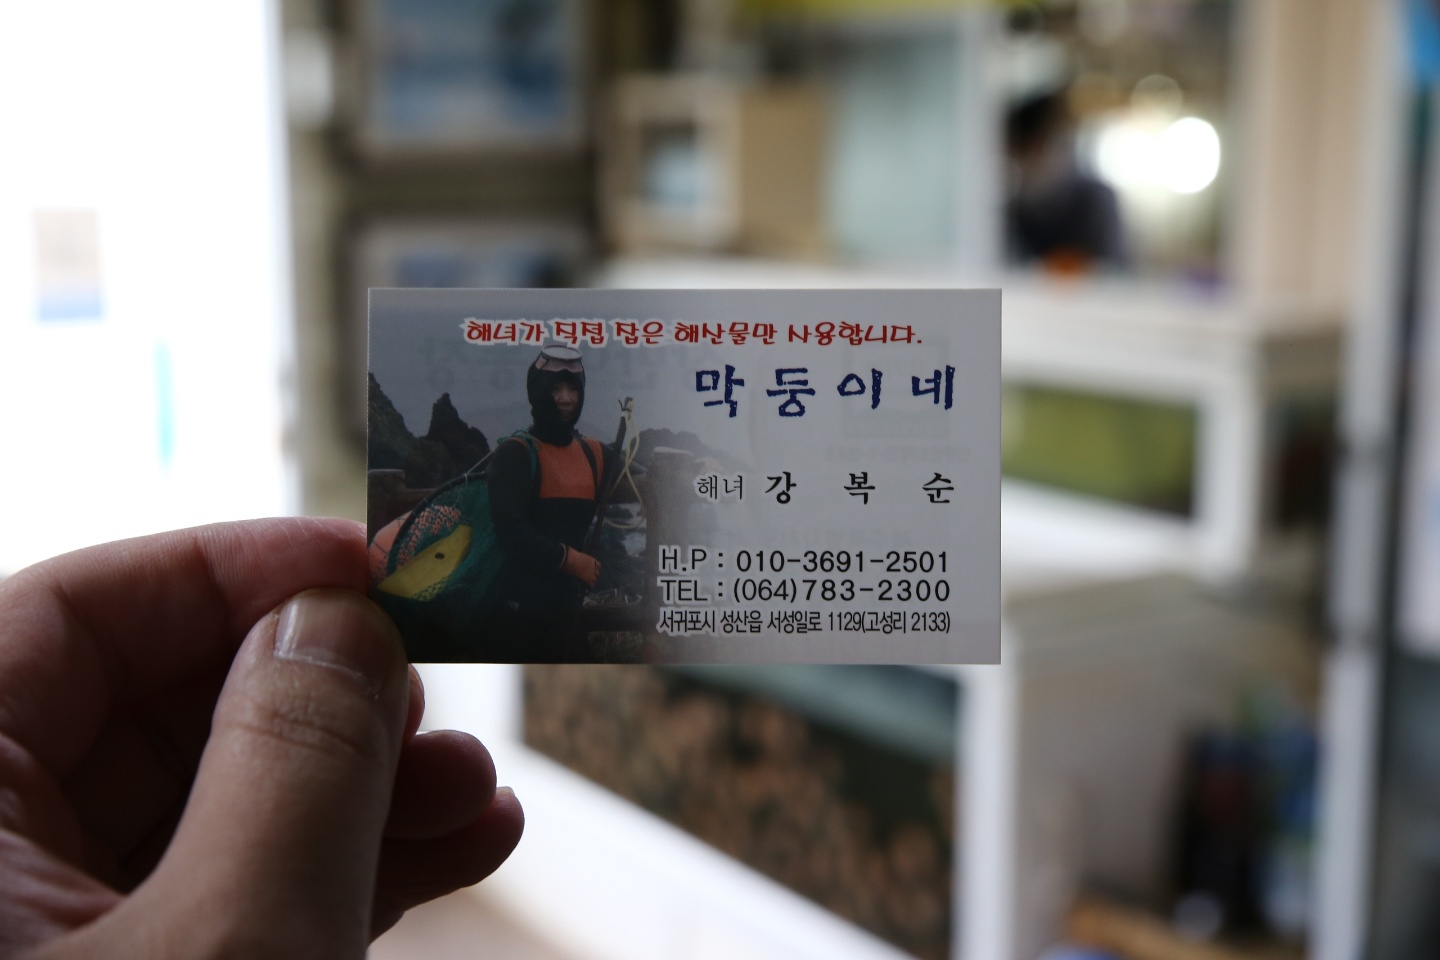 해녀가 직접 잡은 해산물만 사용합니다.
막둥이네
해녀 강 복 순
H.P : 010-3691-2501
TEL : (064)783-2300
서귀포시 성산읍 서성일로 1129(고성리 2133)